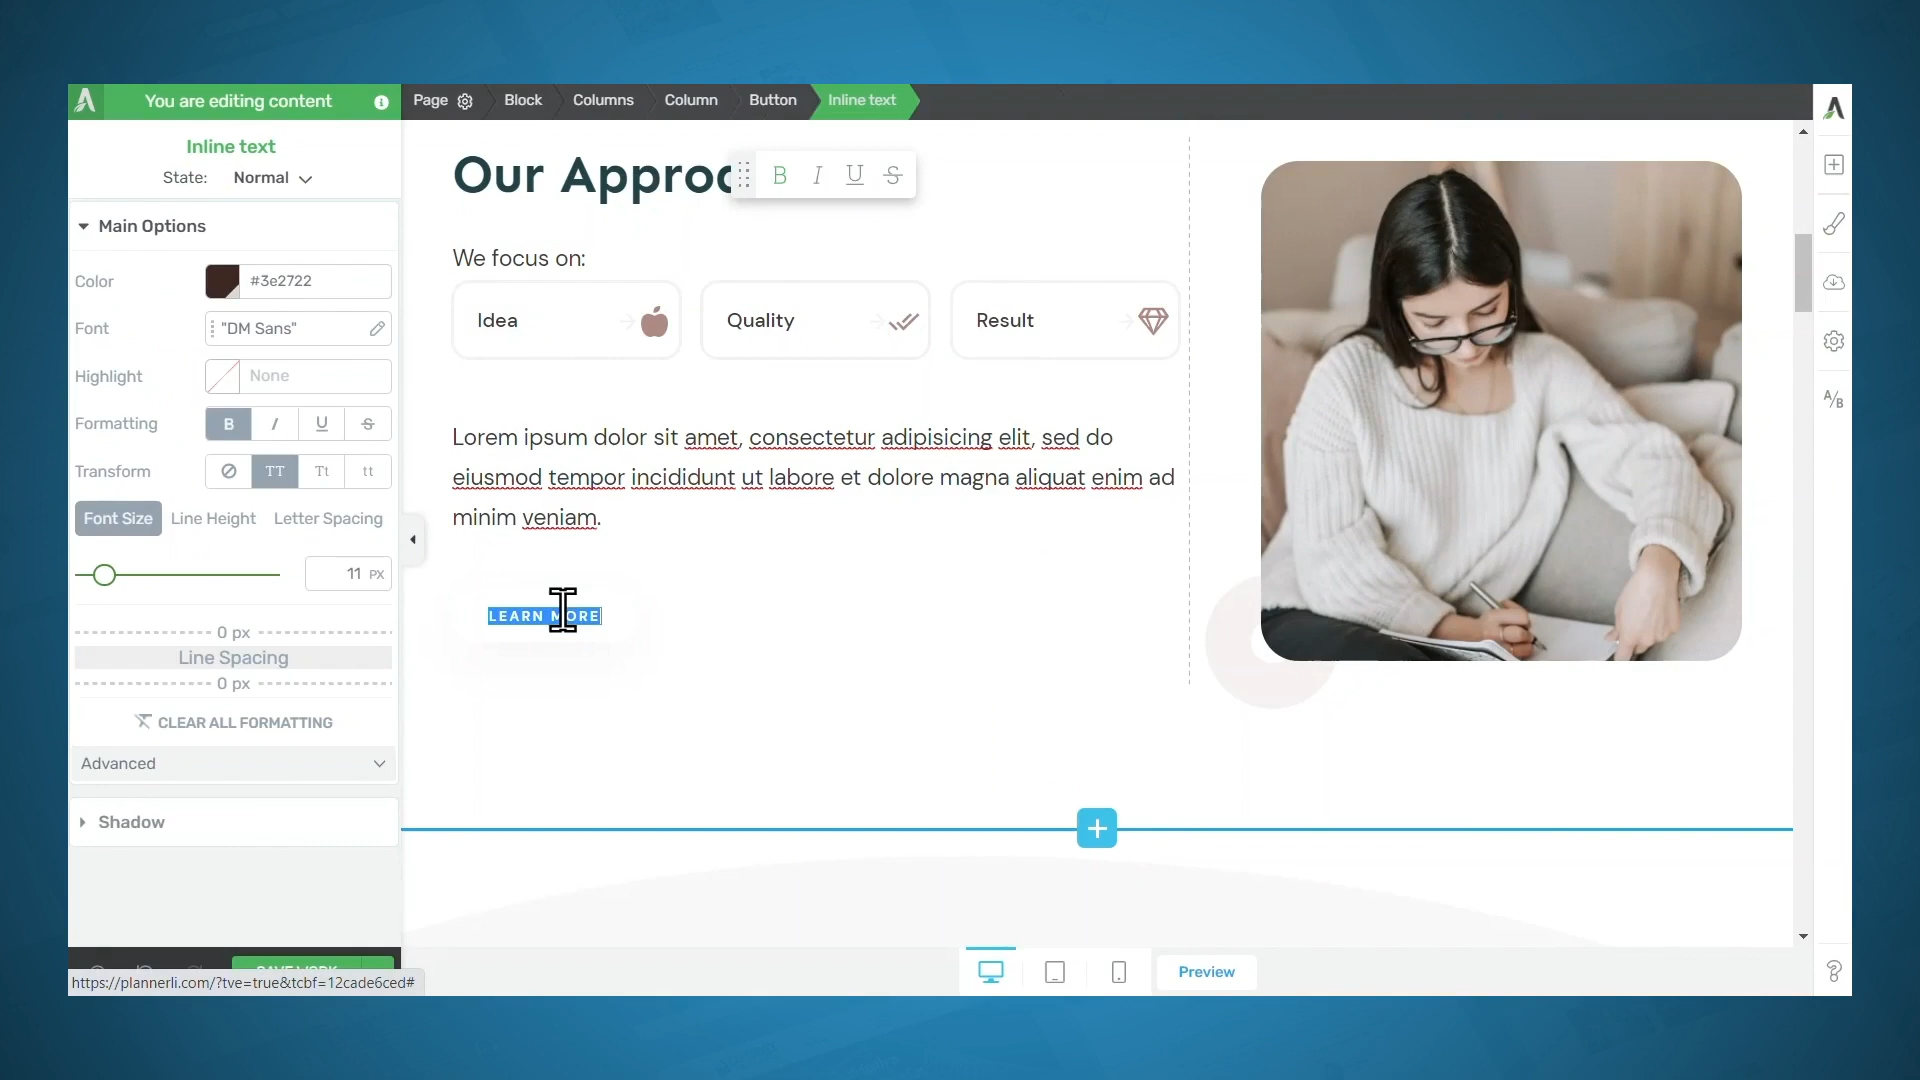 You are editing content
Page
Block
Columns
Column
Button
Inline text
Inline text
State: Normal
Main Options
Color #3e2722
Font "DM Sans"
Highlight None
Formatting B I U S
Transform TT Tt tt
Font Size Line Height Letter Spacing
11 PX
0 px
Line Spacing
0 px
CLEAR ALL FORMATTING
Advanced
Shadow
https://plannerli.com/?tve=true&tcbf=12cade6ced#
B I U S
We focus on:
Idea
Quality
Result
Lorem ipsum dolor sit amet, consectetur adipisicing elit, sed do
eiusmod tempor incididunt ut labore et dolore magna aliquat enim ad
minim veniam.
LEARN MORE
Preview
A/B